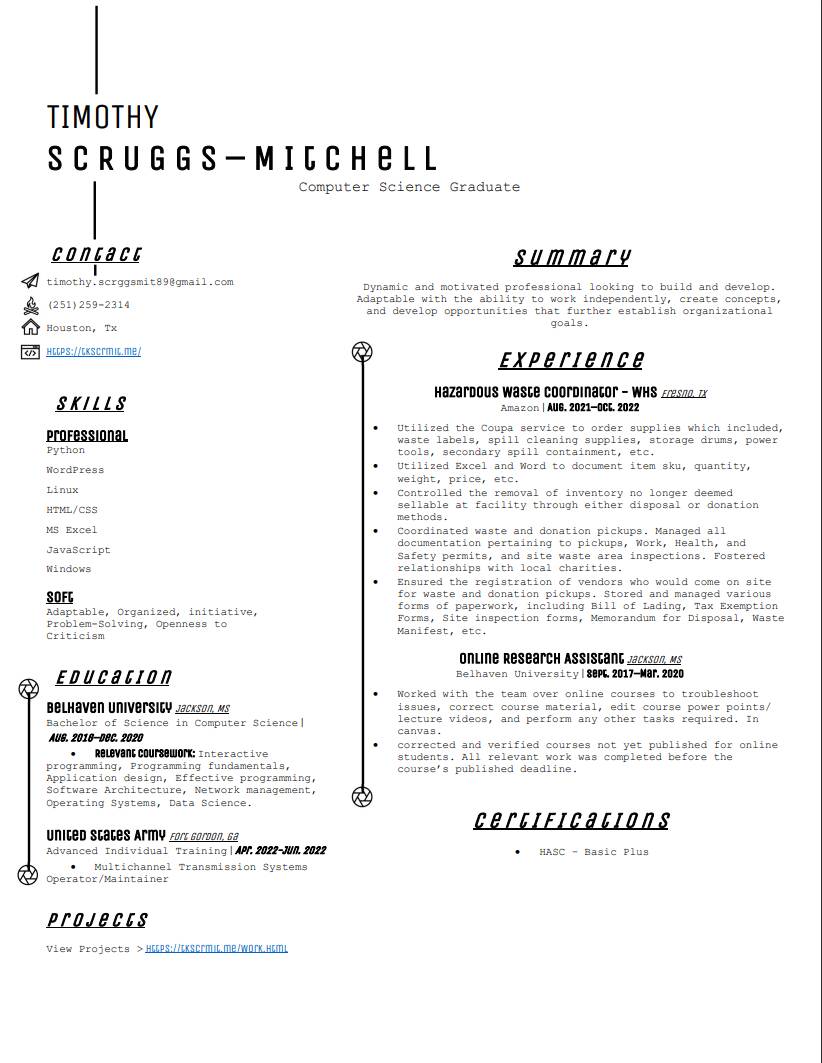 TIMOTHY
SCRUGGS-MITCHELL
Computer Science Graduate
Contact
timothy.scrggsmit89@gmail.com
(251)259-2314
Houston, Tx
https://tkscrmit.me/
SKILLS
Professional
Python
WordPress
Linux
HTML/CSS
MS Excel
JavaScript
Windows
Soft
Adaptable, Organized, initiative,
Problem-Solving, Openness to
Criticism
Education
Belhaven University Jackson, MS
Bachelor of Science in Computer Science|
Aug. 2016–Dec. 2020
• Relevant Coursework: Interactive
programming, Programming fundamentals,
Application design, Effective programming,
Software Architecture, Network management,
Operating Systems, Data Science.
United States Army Fort Gordon, Ga
Advanced Individual Training|Apr. 2022–Jun. 2022
• Multichannel Transmission Systems
Operator/Maintainer
Projects
View Projects > https://tkscrmit.me/work.html
Summary
Dynamic and motivated professional looking to build and develop.
Adaptable with the ability to work independently, create concepts,
and develop opportunities that further establish organizational
goals.
Experience
Hazardous Waste Coordinator - WHS Fresno, TX
Amazon|Aug. 2021–Oct. 2022
• Utilized the Coupa service to order supplies which included,
waste labels, spill cleaning supplies, storage drums, power
tools, secondary spill containment, etc.
• Utilized Excel and Word to document item sku, quantity,
weight, price, etc.
• Controlled the removal of inventory no longer deemed
sellable at facility through either disposal or donation
methods.
• Coordinated waste and donation pickups. Managed all
documentation pertaining to pickups, Work, Health, and
Safety permits, and site waste area inspections. Fostered
relationships with local charities.
• Ensured the registration of vendors who would come on site
for waste and donation pickups. Stored and managed various
forms of paperwork, including Bill of Lading, Tax Exemption
Forms, Site inspection forms, Memorandum for Disposal, Waste
Manifest, etc.
Online Research Assistant Jackson, MS
Belhaven University|Sept. 2017–Mar. 2020
• Worked with the team over online courses to troubleshoot
issues, correct course material, edit course power points/
lecture videos, and perform any other tasks required. In
canvas.
• corrected and verified courses not yet published for online
students. All relevant work was completed before the
course's published deadline.
Certifications
• HASC - Basic Plus